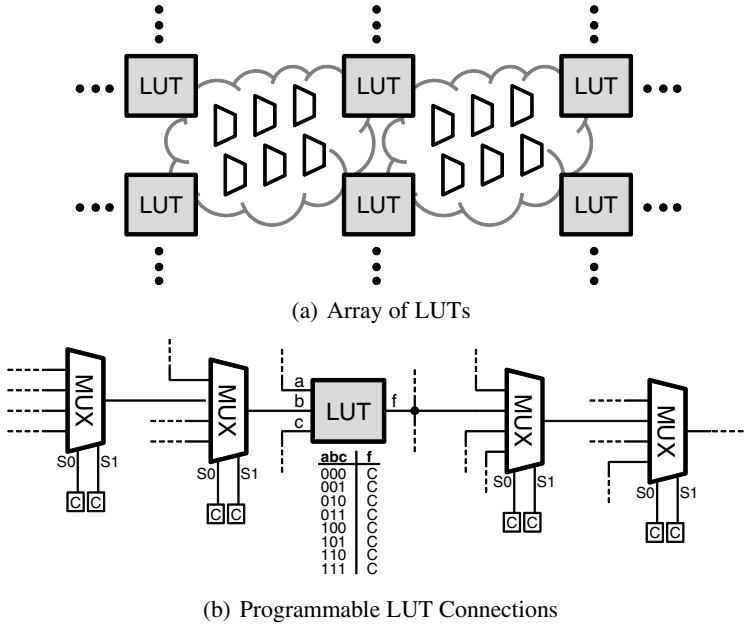 LUT LUT LUT
LUT LUT LUT
(a) Array of LUTs
MUX MUX a b c LUT f MUX MUX
S0 S1 S0 S1 S0 S1 S0 S1
C C C C C C C C
abc f
000 C
001 C
010 C
011 C
100 C
101 C
110 C
111 C
(b) Programmable LUT Connections